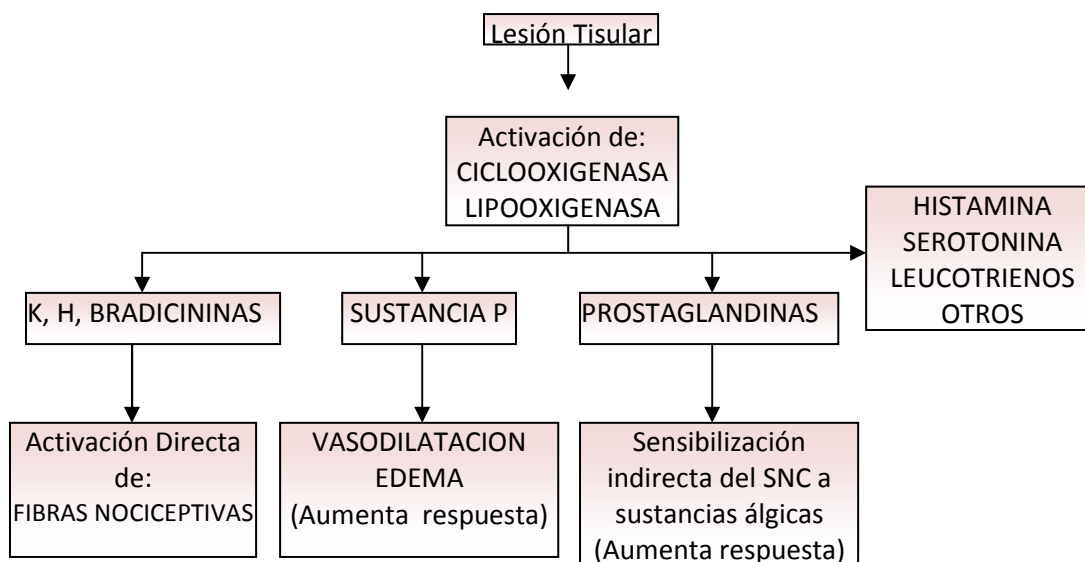 Lesión Tisular
Activación de:
CICLOOXIGENASA
LIPOOXIGENASA
HISTAMINA
SEROTONINA
LEUCOTRIENOS
OTROS
K, H, BRADICININAS
SUSTANCIA P
PROSTAGLANDINAS
Activación Directa
de:
FIBRAS NOCICEPTIVAS
VASODILATACION
EDEMA
(Aumenta respuesta)
Sensibilización
indirecta del SNC a
sustancias álgicas
(Aumenta respuesta)